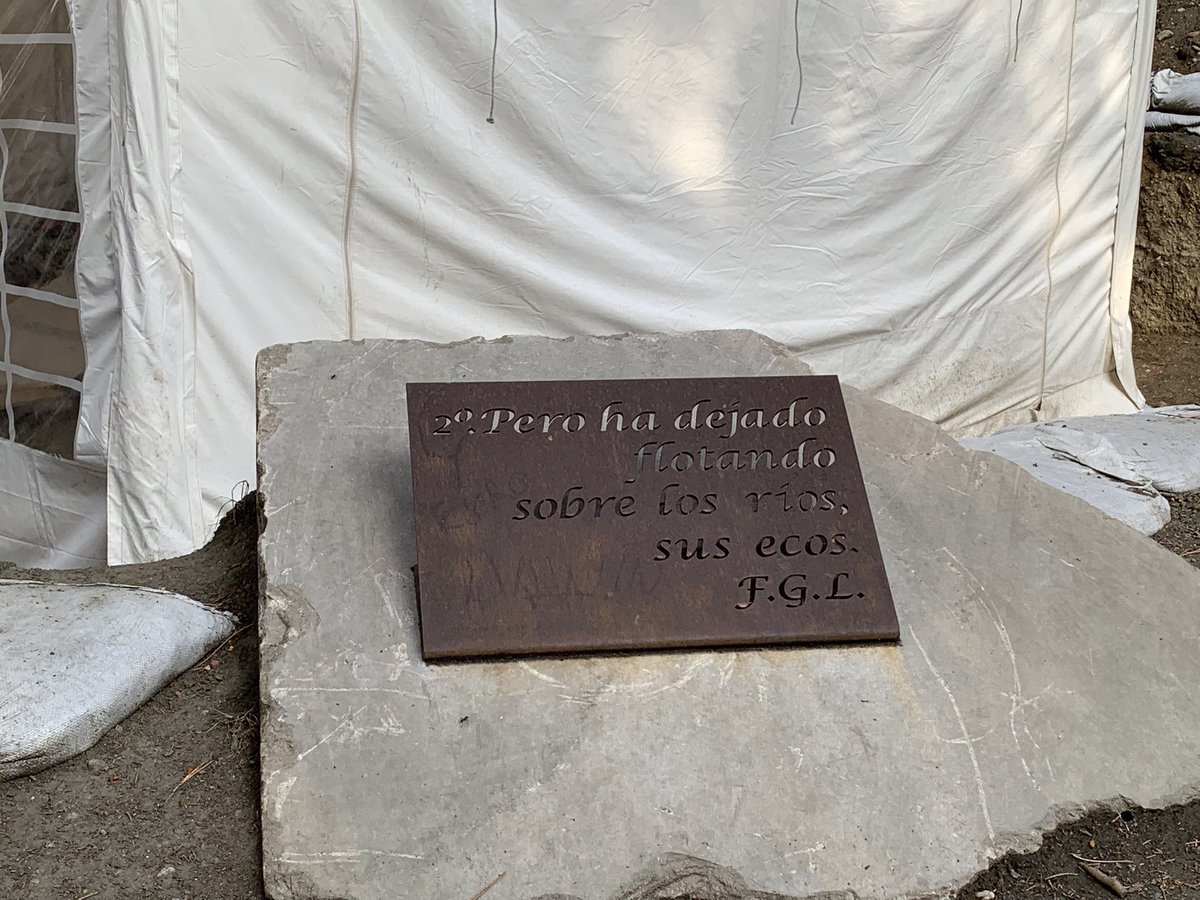 2º.Pero ha dejado
flotando
sobre los ríos,
sus ecos.
F.G.L.